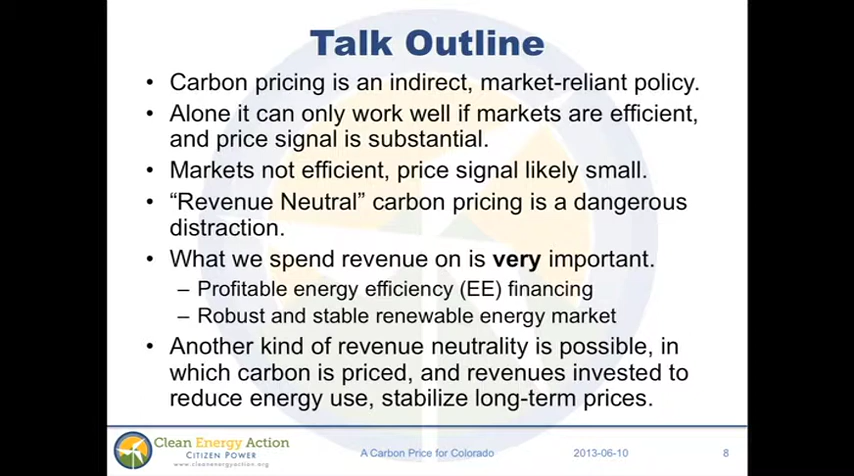 Talk Outline
• Carbon pricing is an indirect, market-reliant policy.
• Alone it can only work well if markets are efficient,
and price signal is substantial.
• Markets not efficient, price signal likely small.
• “Revenue Neutral” carbon pricing is a dangerous
distraction.
• What we spend revenue on is very important.
– Profitable energy efficiency (EE) financing
– Robust and stable renewable energy market
• Another kind of revenue neutrality is possible, in
which carbon is priced, and revenues invested to
reduce energy use, stabilize long-term prices.
Clean Energy Action
CITIZEN POWER
www.cleanenergyaction.org
A Carbon Price for Colorado
2013-06-10
8